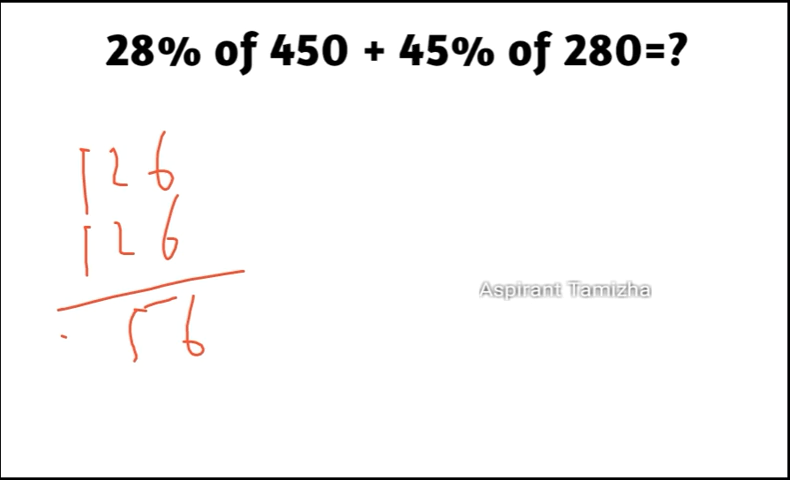 28% of 450 + 45% of 280=?
126
126
Aspirant Tamizha
56